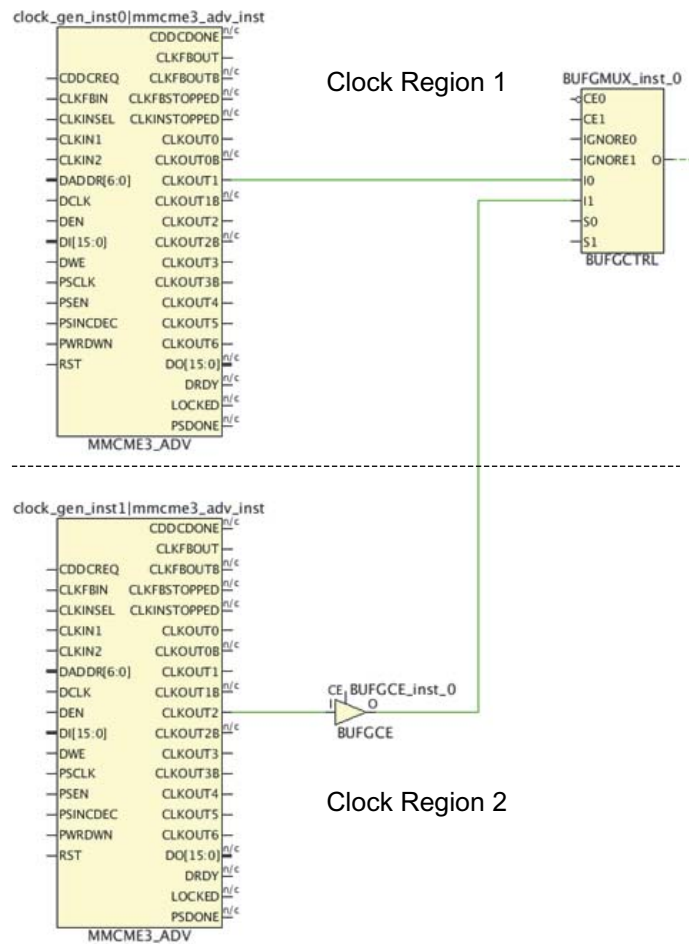 clock_gen_inst0|mmcme3_adv_inst
CDDCDONE n/c
CLKFBOUT
CDDCREQ CLKFBOUTB n/c
CLKFBIN CLKFBSTOPPED n/c
CLKINSEL CLKINSTOPPED n/c
CLKIN1 CLKOUT0
CLKIN2 CLKOUT0B n/c
DADDR[6:0] CLKOUT1
DCLK CLKOUT1B n/c
DEN CLKOUT2
DI[15:0] CLKOUT2B n/c
DWE CLKOUT3
PSCLK CLKOUT3B n/c
PSEN CLKOUT4
PSINCDEC CLKOUT5
PWRDWN CLKOUT6
RST DO[15:0] n/c
DRDY n/c
LOCKED n/c
PSDONE n/c
MMCME3_ADV
Clock Region 1
BUFGMUX_inst_0
CE0
CE1
IGNORE0
IGNORE1 O
I0
I1
S0
S1
BUFGCTRL
clock_gen_inst1|mmcme3_adv_inst
CDDCDONE n/c
CLKFBOUT
CDDCREQ CLKFBOUTB n/c
CLKFBIN CLKFBSTOPPED n/c
CLKINSEL CLKINSTOPPED n/c
CLKIN1 CLKOUT0
CLKIN2 CLKOUT0B n/c
DADDR[6:0] CLKOUT1
DCLK CLKOUT1B n/c
DEN CLKOUT2
DI[15:0] CLKOUT2B n/c
DWE CLKOUT3
PSCLK CLKOUT3B n/c
PSEN CLKOUT4
PSINCDEC CLKOUT5
PWRDWN CLKOUT6
RST DO[15:0] n/c
DRDY n/c
LOCKED n/c
PSDONE n/c
MMCME3_ADV
CE BUFGCE_inst_0
I O
BUFGCE
Clock Region 2